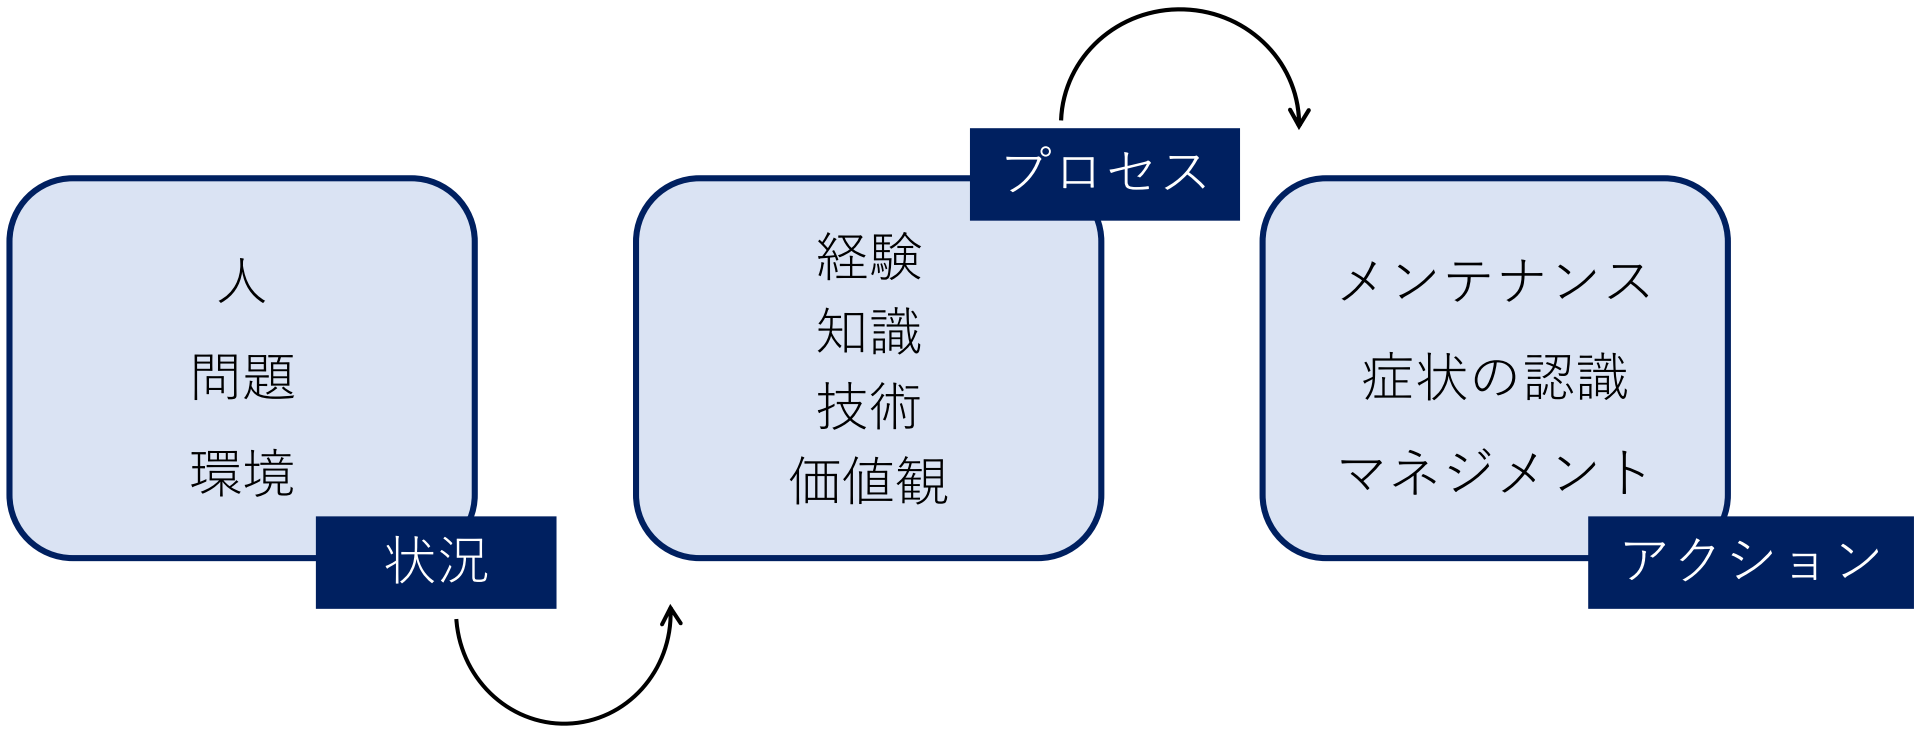 人
問題
環境
状況
プロセス
経験
知識
技術
価値観
メンテナンス
症状の認識
マネジメント
アクション